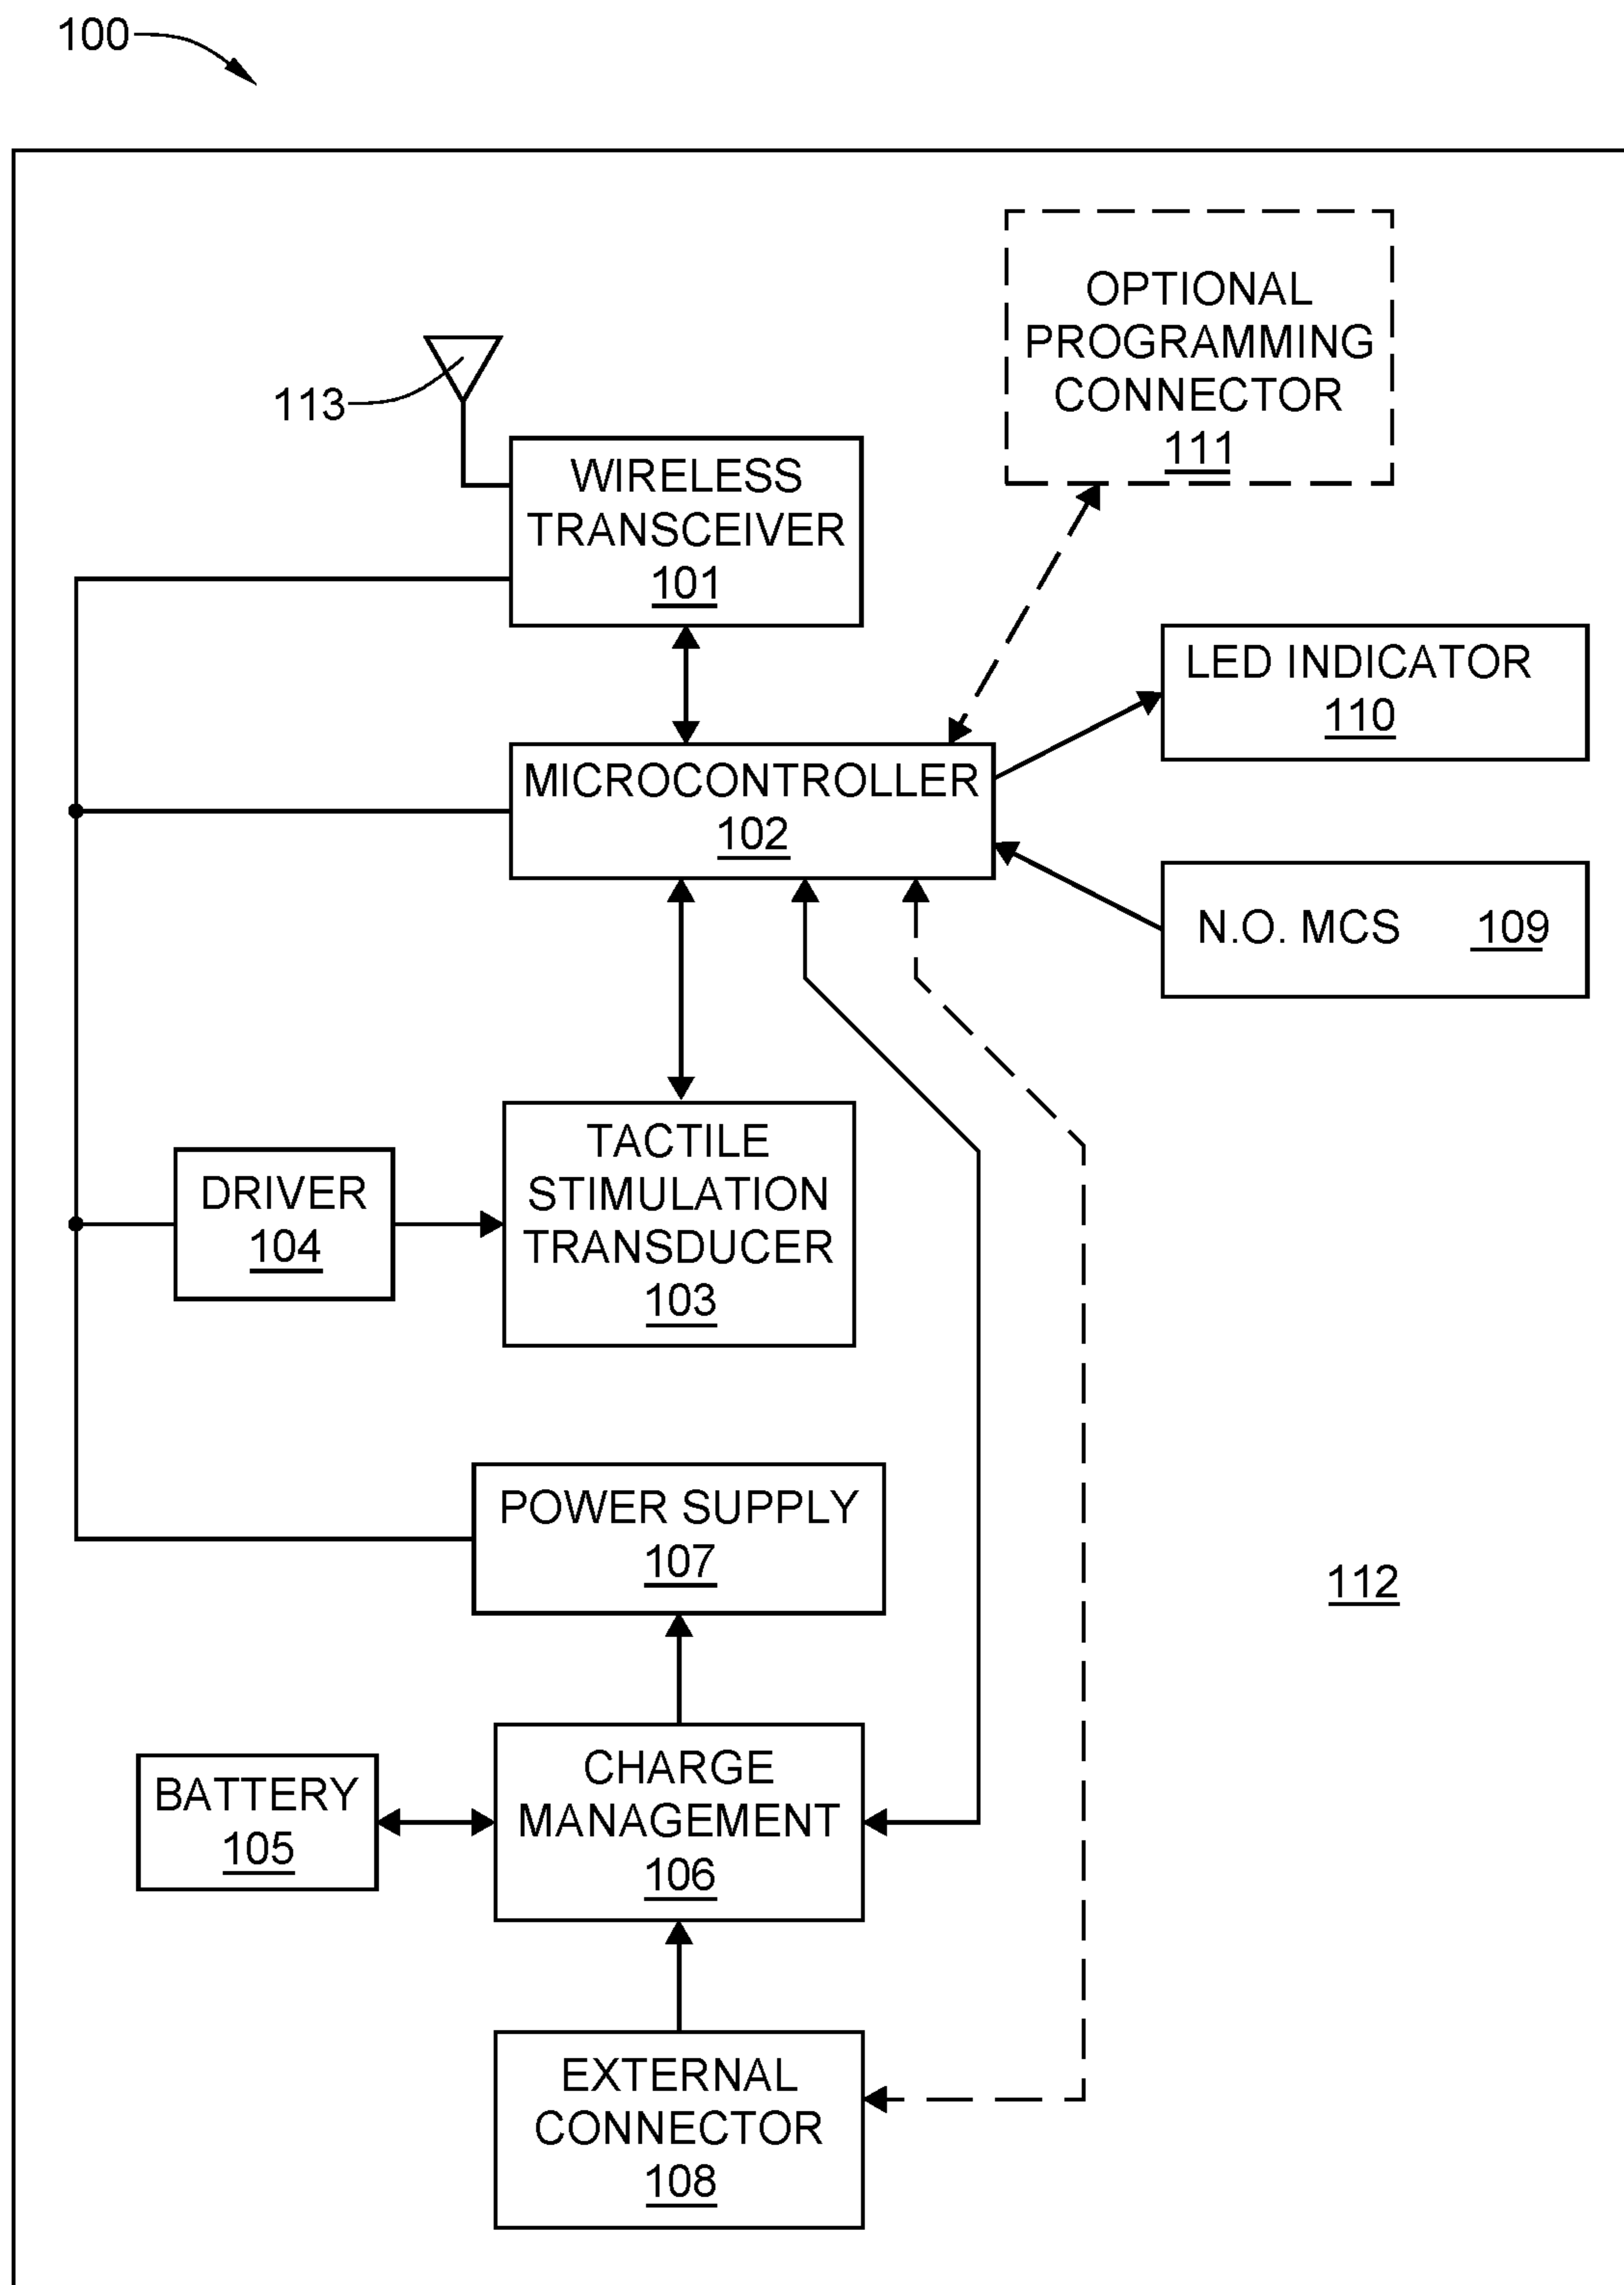 100
OPTIONAL
PROGRAMMING
CONNECTOR
111
113
WIRELESS
TRANSCEIVER
101
LED INDICATOR
110
MICROCONTROLLER
102
N.O. MCS 109
TACTILE
STIMULATION
TRANSDUCER
103
DRIVER
104
POWER SUPPLY
107
112
CHARGE
MANAGEMENT
106
BATTERY
105
EXTERNAL
CONNECTOR
108